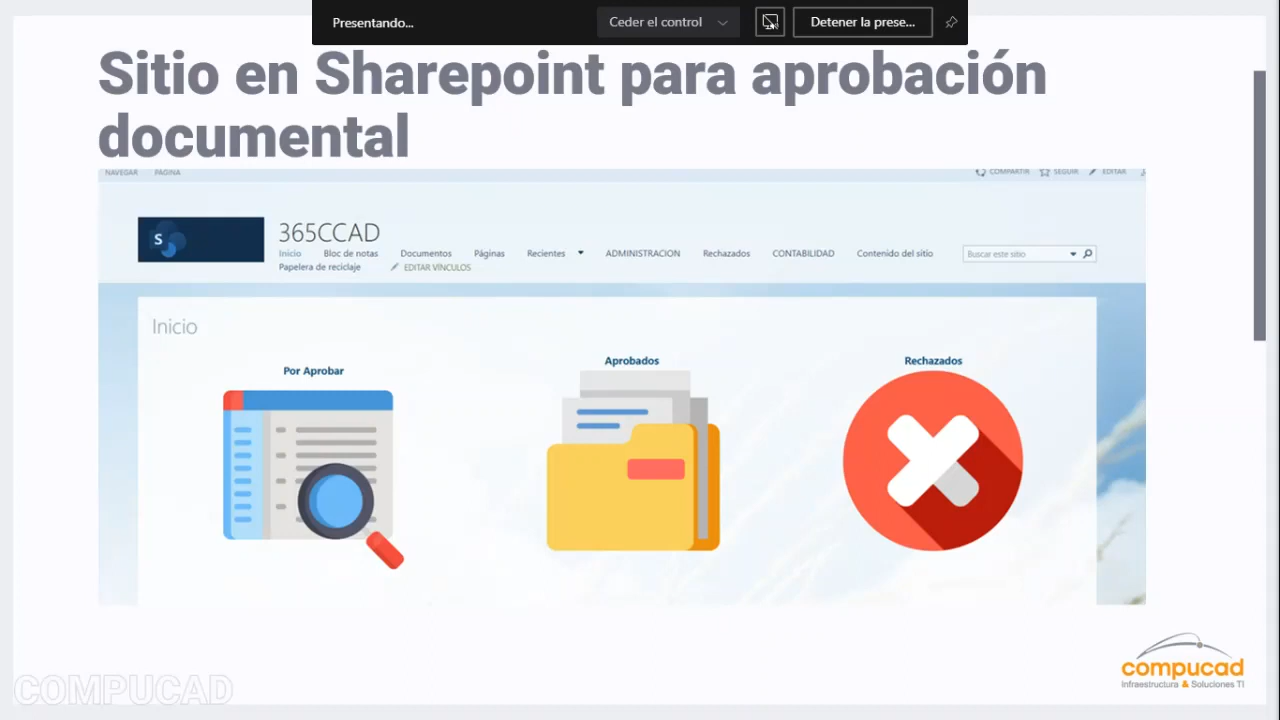 Presentando...
Ceder el control
Detener la prese...
Sitio en Sharepoint para aprobación
documental
NAVEGAR PÁGINA
COMPARTIR SEGUIR EDITAR
S
365CCAD
Inicio Bloc de notas Documentos Páginas Recientes ADMINISTRACION Rechazados CONTABILIDAD Contenido del sitio
Buscar este sitio
Papelera de reciclaje EDITAR VÍNCULOS
Inicio
Por Aprobar
Aprobados
Rechazados
compucad
Infraestructura & Soluciones TI
COMPUCAD